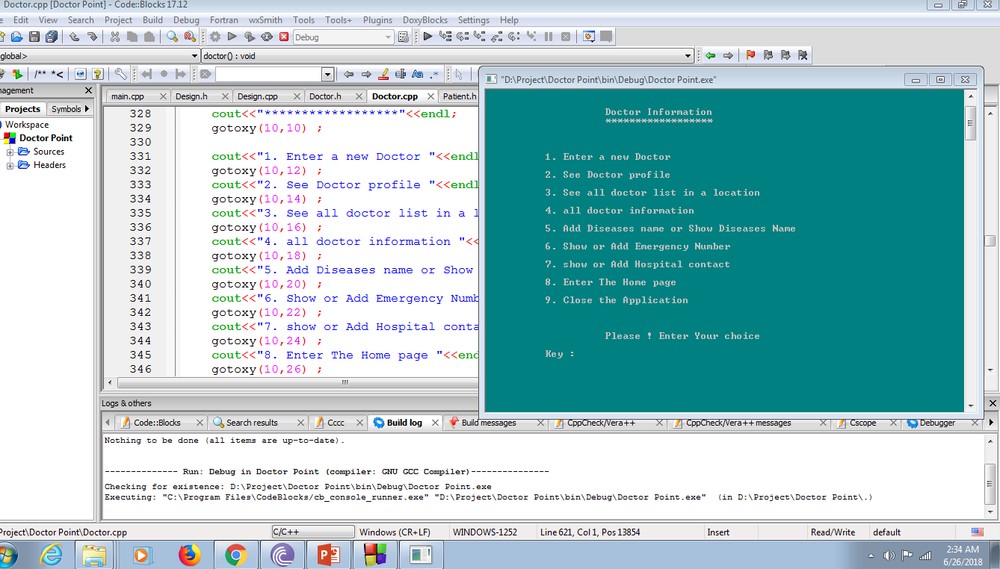 Doctor.cpp [Doctor Point] - Code::Blocks 17.12
e Edit View Search Project Build Debug Fortran wxSmith Tools Tools+ Plugins DoxyBlocks Settings Help
Debug
global> doctor() : void
/** *< Aa .*
nagement
Projects Symbols
Workspace
Doctor Point
Sources
Headers
main.cpp Design.h Design.cpp Doctor.h Doctor.cpp Patient.h
328 cout<<"******************"<<endl;
329 gotoxy(10,10) ;
330
331 cout<<"1. Enter a new Doctor "<<endl
332 gotoxy(10,12) ;
333 cout<<"2. See Doctor profile "<<endl
334 gotoxy(10,14) ;
335 cout<<"3. See all doctor list in a l
336 gotoxy(10,16) ;
337 cout<<"4. all doctor information "<<
338 gotoxy(10,18) ;
339 cout<<"5. Add Diseases name or Show
340 gotoxy(10,20) ;
341 cout<<"6. Show or Add Emergency Numb
342 gotoxy(10,22) ;
343 cout<<"7. show or Add Hospital conta
344 gotoxy(10,24) ;
345 cout<<"8. Enter The Home page "<<end
346 gotoxy(10,26) ;
"D:\Project\Doctor Point\bin\Debug\Doctor Point.exe"
Doctor Information
******************
1. Enter a new Doctor
2. See Doctor profile
3. See all doctor list in a location
4. all doctor information
5. Add Diseases name or Show Diseases Name
6. Show or Add Emergency Number
7. show or Add Hospital contact
8. Enter The Home page
9. Close the Application
Please ! Enter Your choice
Key :
Logs & others
Code::Blocks Search results Cccc Build log Build messages CppCheck/Vera++ CppCheck/Vera++ messages Cscope Debugger
Nothing to be done (all items are up-to-date).
-------------- Run: Debug in Doctor Point (compiler: GNU GCC Compiler)---------------
Checking for existence: D:\Project\Doctor Point\bin\Debug\Doctor Point.exe
Executing: "C:\Program Files\CodeBlocks/cb_console_runner.exe" "D:\Project\Doctor Point\bin\Debug\Doctor Point.exe"  (in D:\Project\Doctor Point\.)
Project\Doctor Point\Doctor.cpp C/C++ Windows (CR+LF) WINDOWS-1252 Line 621, Col 1, Pos 13854 Insert Read/Write default
2:34 AM
6/26/2018